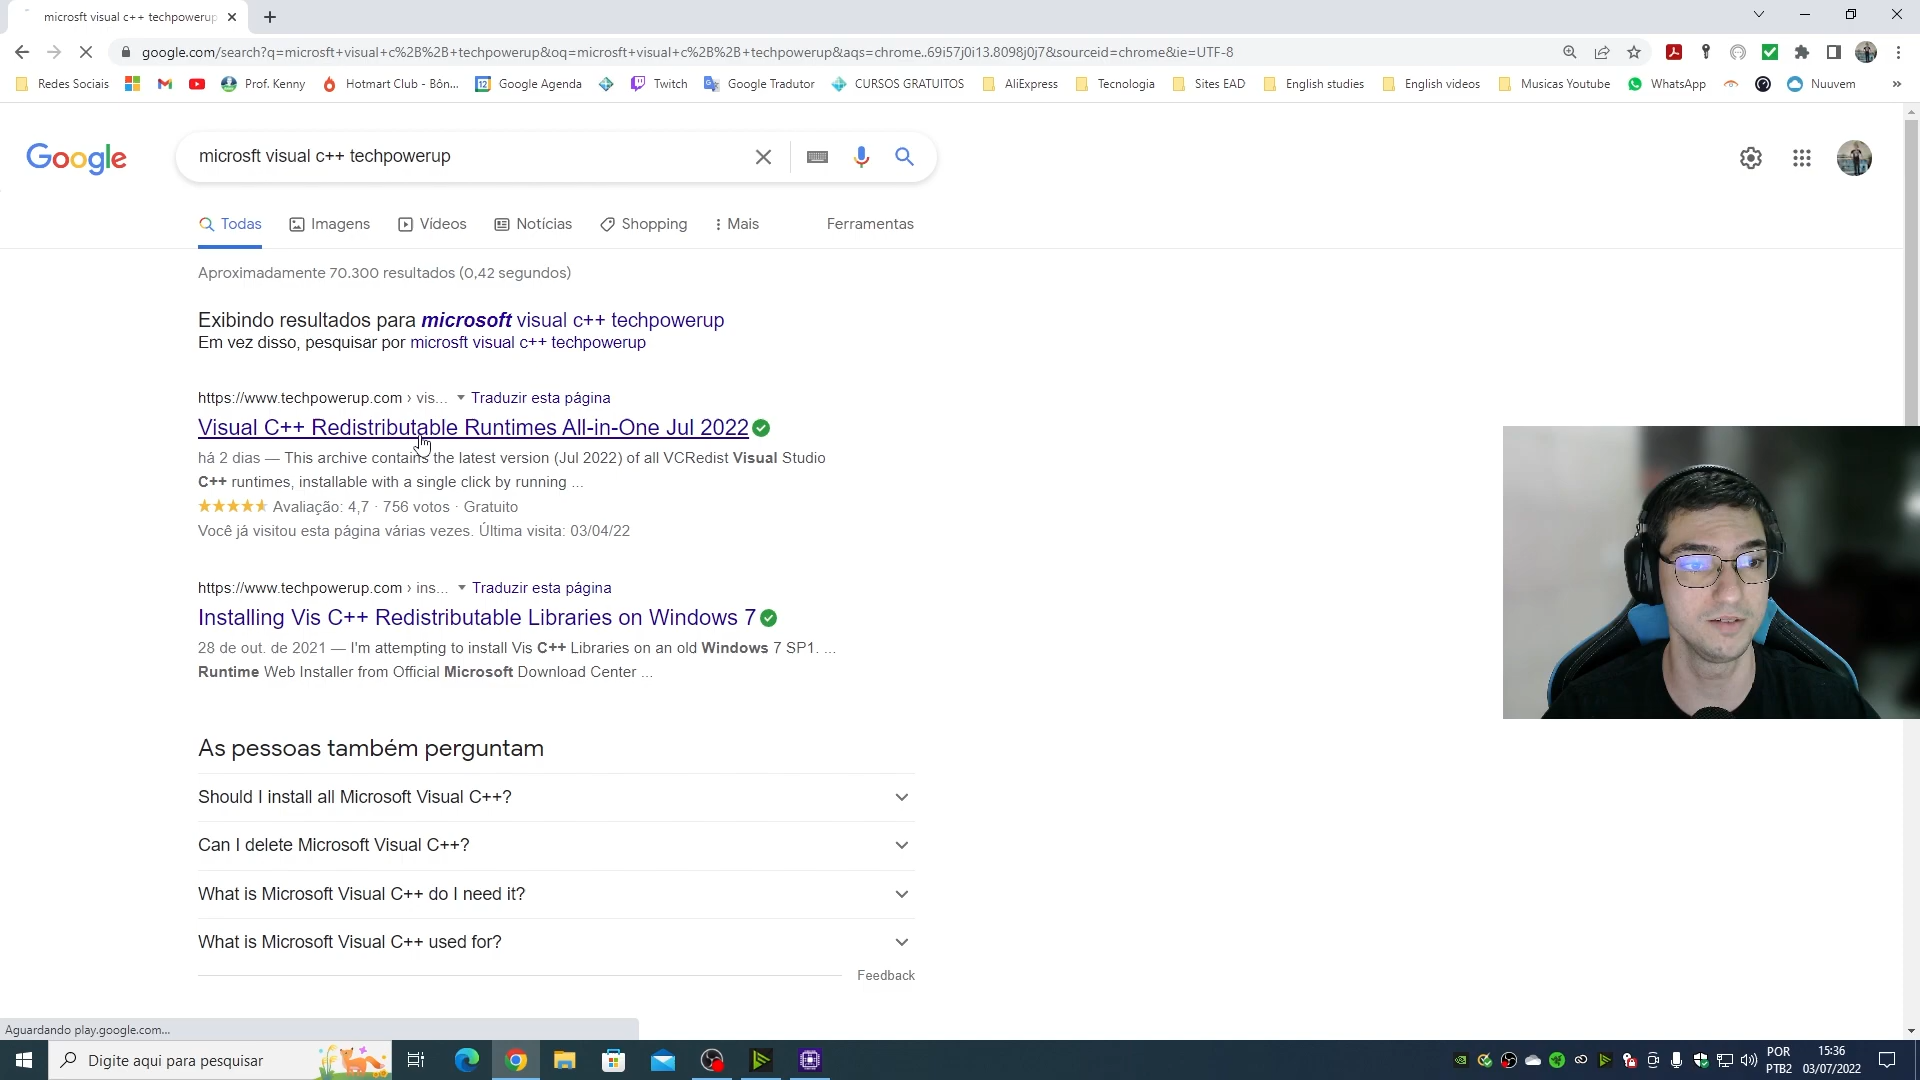 microsft visual c++ techpowerup
google.com/search?q=microsft+visual+c%2B%2B+techpowerup&oq=microsft+visual+c%2B%2B+techpowerup&aqs=chrome..69i57j0i13.8098j0j7&sourceid=chrome&ie=UTF-8
Redes Sociais Prof. Kenny Hotmart Club - Bôn... 12 Google Agenda Twitch Google Tradutor CURSOS GRATUITOS AliExpress Tecnologia Sites EAD English studies English videos Musicas Youtube WhatsApp Nuuvem »
Google
microsft visual c++ techpowerup
Todas Imagens Vídeos Notícias Shopping Mais Ferramentas
Aproximadamente 70.300 resultados (0,42 segundos)
Exibindo resultados para microsoft visual c++ techpowerup
Em vez disso, pesquisar por microsft visual c++ techpowerup
https://www.techpowerup.com › vis... Traduzir esta página
Visual C++ Redistributable Runtimes All-in-One Jul 2022
há 2 dias — This archive contains the latest version (Jul 2022) of all VCRedist Visual Studio
C++ runtimes, installable with a single click by running ...
Avaliação: 4,7 · 756 votos · Gratuito
Você já visitou esta página várias vezes. Última visita: 03/04/22
https://www.techpowerup.com › ins... Traduzir esta página
Installing Vis C++ Redistributable Libraries on Windows 7
28 de out. de 2021 — I'm attempting to install Vis C++ Libraries on an old Windows 7 SP1. ...
Runtime Web Installer from Official Microsoft Download Center ...
As pessoas também perguntam
Should I install all Microsoft Visual C++?
Can I delete Microsoft Visual C++?
What is Microsoft Visual C++ do I need it?
What is Microsoft Visual C++ used for?
Feedback
Aguardando play.google.com...
Digite aqui para pesquisar
POR 15:36
PTB2 03/07/2022